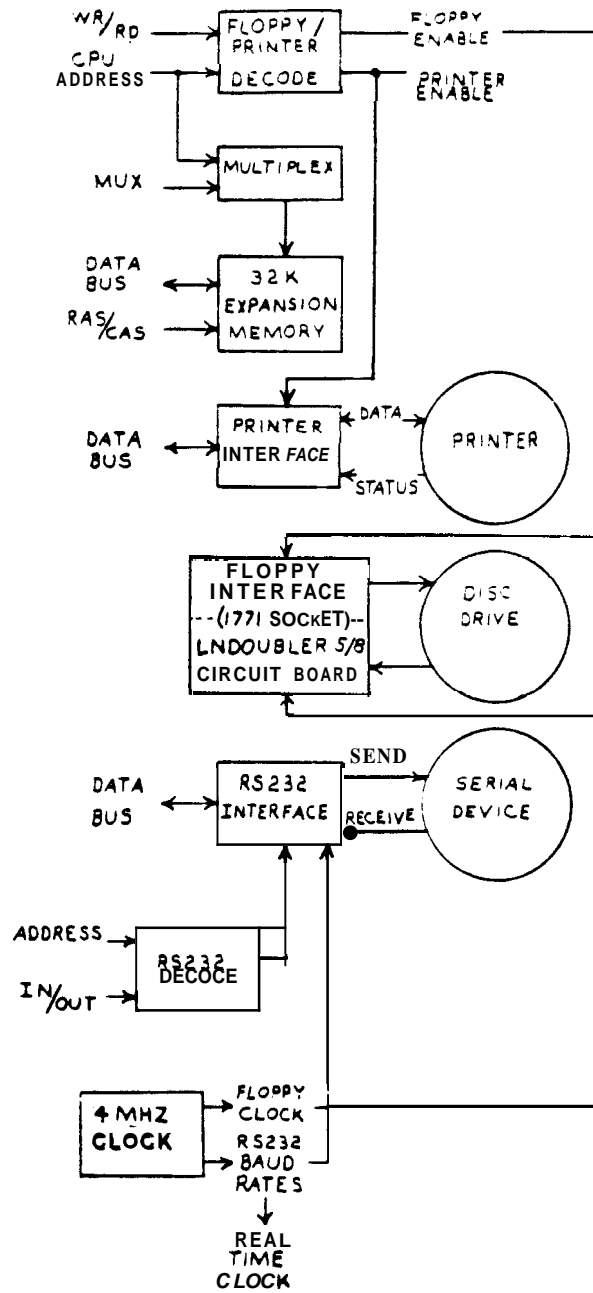 WR/RD
CPU
ADDRESS
FLOPPY/
PRINTER
DECODE
FLOPPY
ENABLE
PRINTER
ENABLE
MUX
MULTIPLEX
DATA
BUS
RAS/CAS
32K
EXPANSION
MEMORY
DATA
BUS
PRINTER
INTERFACE
DATA
STATUS
PRINTER
FLOPPY
INTERFACE
---(1771 SOCKET)--
LNDOUBLER 5/8
CIRCUIT BOARD
DISC
DRIVE
DATA
BUS
RS232
INTERFACE
SEND
RECEIVE
SERIAL
DEVICE
ADDRESS
IN/OUT
RS232
DECOCE
4 MHZ
CLOCK
FLOPPY
CLOCK
RS232
BAUD
RATES
REAL
TIME
CLOCK